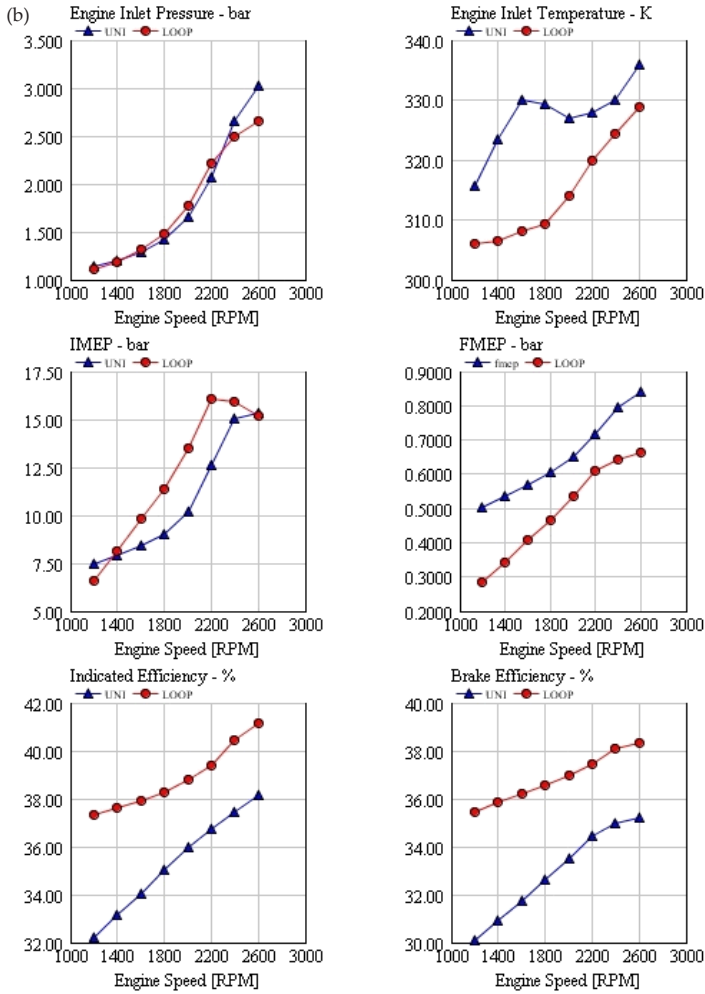 (b)
Engine Inlet Pressure - bar
UNI LOOP
3.500
3.000
2.500
2.000
1.500
1.000
1000 1400 1800 2200 2600 3000
Engine Speed [RPM]
Engine Inlet Temperature - K
UNI LOOP
340.0
330.0
320.0
310.0
300.0
1000 1400 1800 2200 2600 3000
Engine Speed [RPM]
IMEP - bar
UNI LOOP
17.50
15.00
12.50
10.00
7.50
5.00
1000 1400 1800 2200 2600 3000
Engine Speed [RPM]
FMEP - bar
fmep LOOP
0.9000
0.8000
0.7000
0.6000
0.5000
0.4000
0.3000
0.2000
1000 1400 1800 2200 2600 3000
Engine Speed [RPM]
Indicated Efficiency - %
UNI LOOP
42.00
40.00
38.00
36.00
34.00
32.00
1000 1400 1800 2200 2600 3000
Engine Speed [RPM]
Brake Efficiency - %
UNI LOOP
40.00
38.00
36.00
34.00
32.00
30.00
1000 1400 1800 2200 2600 3000
Engine Speed [RPM]